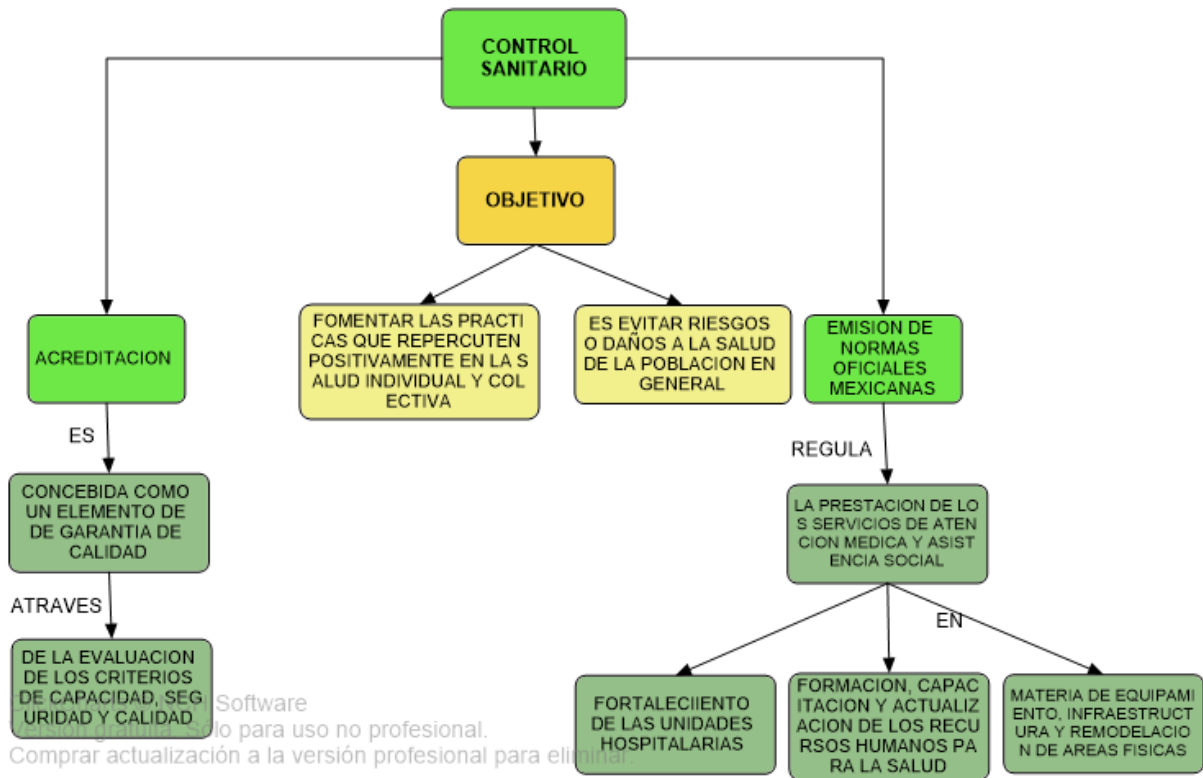 CONTROL
SANITARIO
OBJETIVO
FOMENTAR LAS PRACTI
CAS QUE REPERCUTEN
POSITIVAMENTE EN LA S
ALUD INDIVIDUAL Y COL
ECTIVA
ES EVITAR RIESGOS
O DAÑOS A LA SALUD
DE LA POBLACION EN
GENERAL
ACREDITACION
ES
CONCEBIDA COMO
UN ELEMENTO DE
DE GARANTIA DE
CALIDAD
ATRAVES
DE LA EVALUACION
DE LOS CRITERIOS
DE CAPACIDAD, SEG
URIDAD Y CALIDAD
EMISION DE
NORMAS
OFICIALES
MEXICANAS
REGULA
LA PRESTACION DE LO
S SERVICIOS DE ATEN
CION MEDICA Y ASIST
ENCIA SOCIAL
EN
FORTALECIIENTO
DE LAS UNIDADES
HOSPITALARIAS
FORMACION, CAPAC
ITACION Y ACTUALIZ
ACION DE LOS RECU
RSOS HUMANOS PA
RA LA SALUD
MATERIA DE EQUIPAMI
ENTO, INFRAESTRUCT
URA Y REMODELACIO
N DE AREAS FISICAS
Software
Versión gratuita. Sólo para uso no profesional.
Comprar actualización a la versión profesional para eliminar.